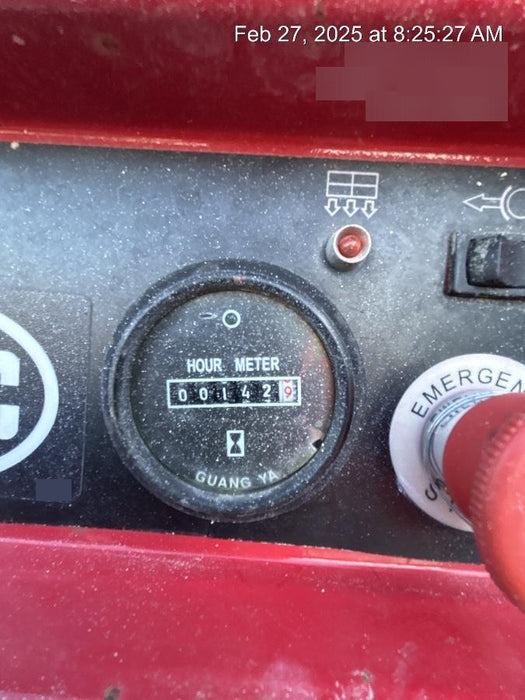 Feb 27, 2025 at 8:25:27 AM
HOUR METER
0 0 1 4 2 9
GUANG YA
EMERGEN
C